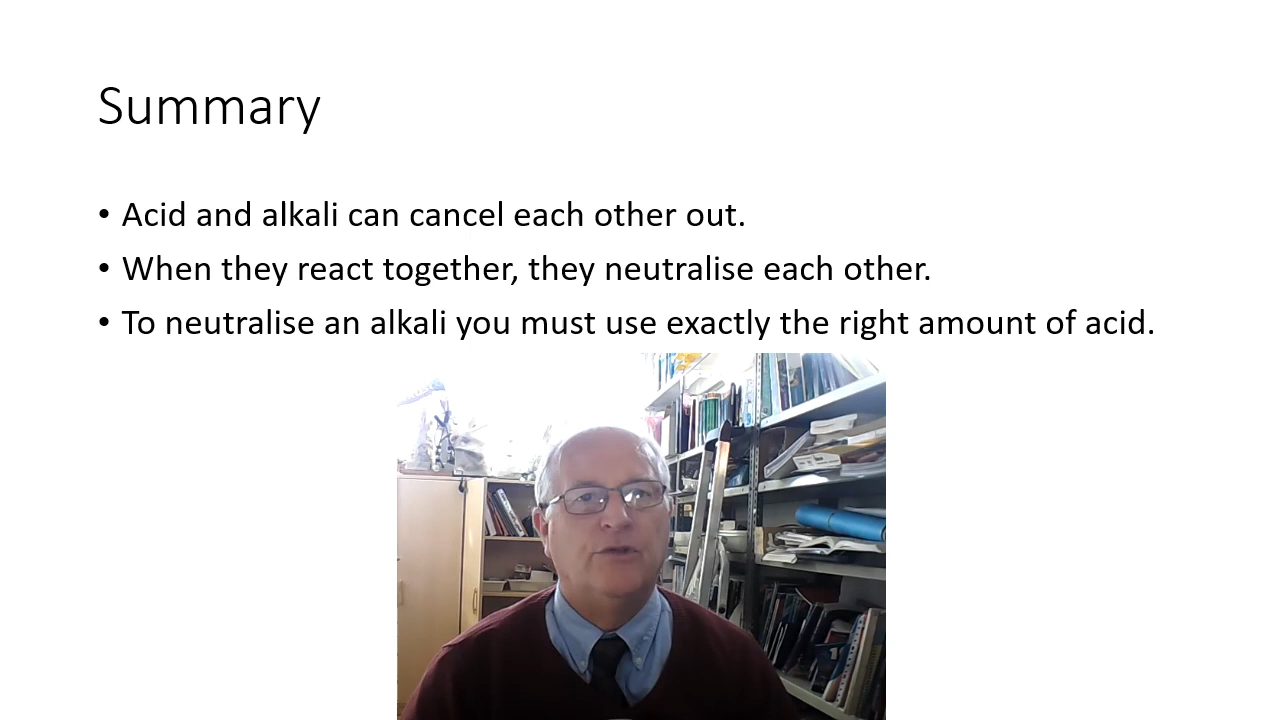 Summary
• Acid and alkali can cancel each other out.
• When they react together, they neutralise each other.
• To neutralise an alkali you must use exactly the right amount of acid.